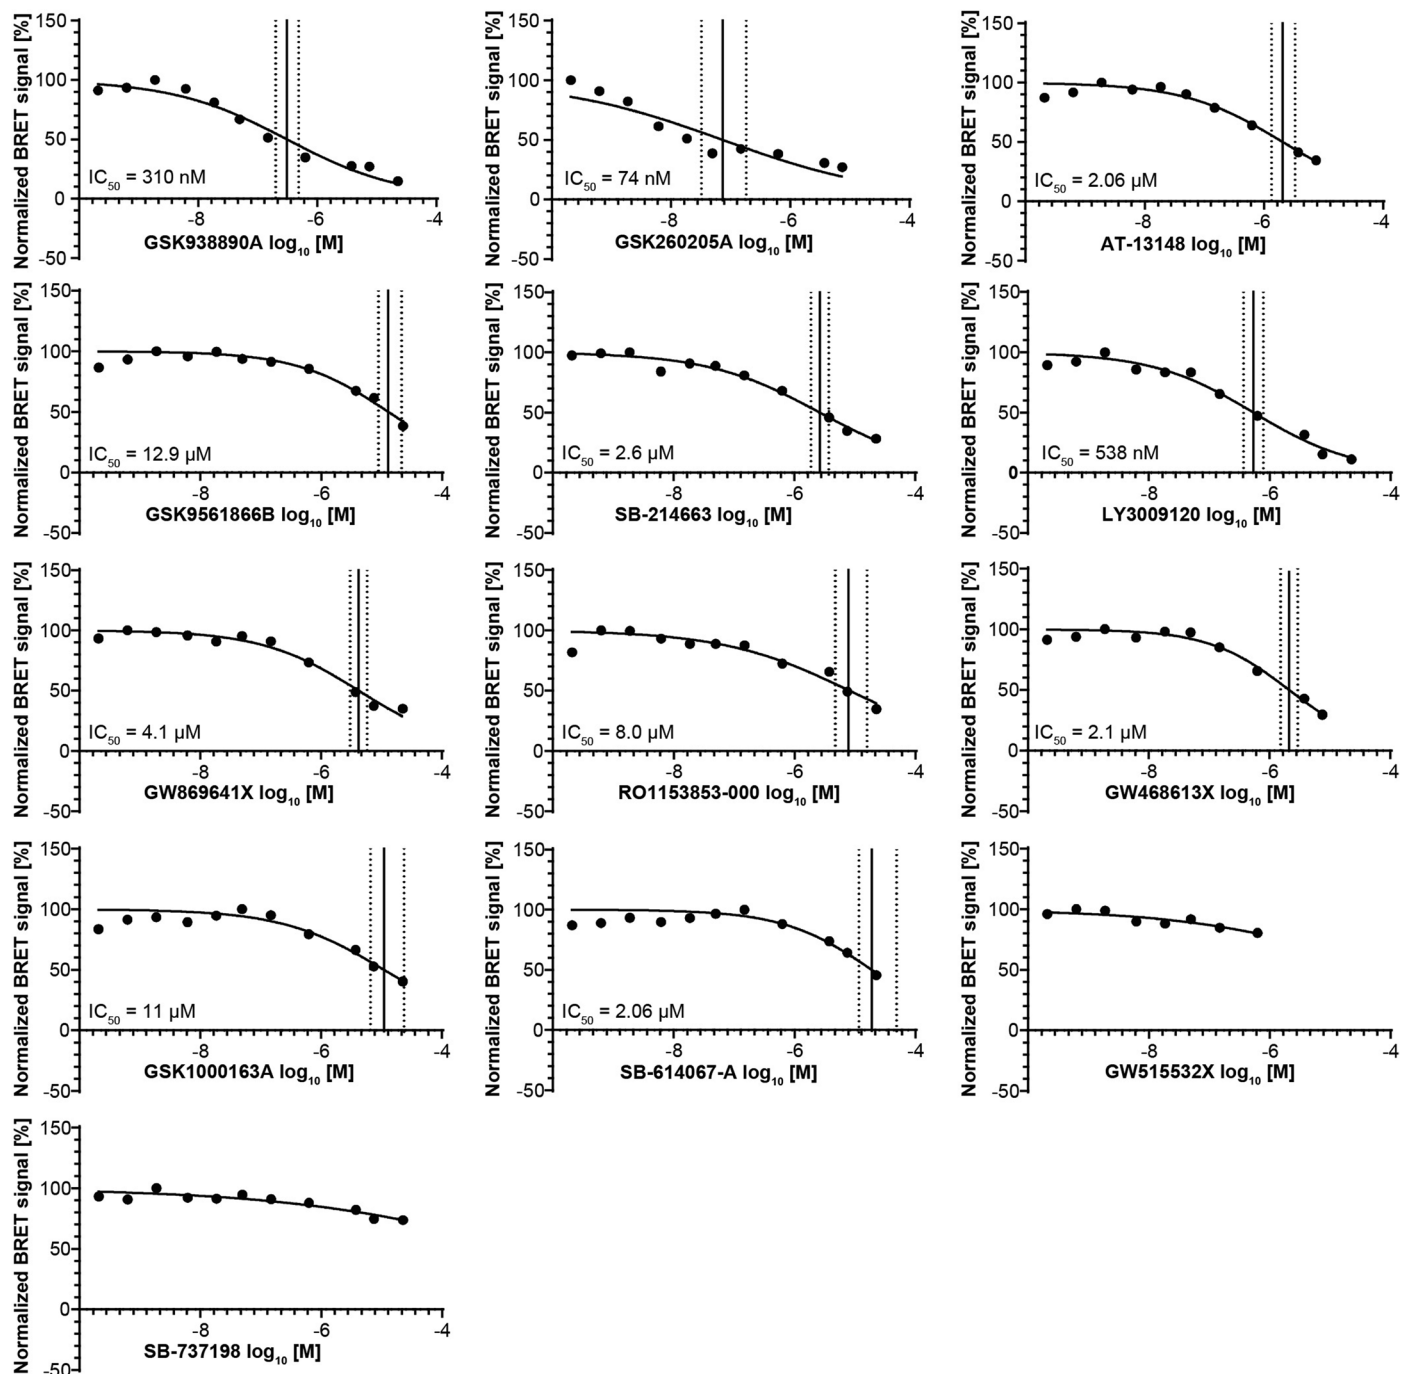 Normalized BRET signal [%]
150
100
50
0
-50
IC50 = 310 nM
-8
-6
-4
GSK938890A log10 [M]
Normalized BRET signal [%]
150
100
50
0
-50
IC50 = 74 nM
-8
-6
-4
GSK260205A log10 [M]
Normalized BRET signal [%]
150
100
50
0
-50
IC50 = 2.06 µM
-8
-6
-4
AT-13148 log10 [M]
Normalized BRET signal [%]
150
100
50
0
-50
IC50 = 12.9 µM
-8
-6
-4
GSK9561866B log10 [M]
Normalized BRET signal [%]
150
100
50
0
-50
IC50 = 2.6 µM
-8
-6
-4
SB-214663 log10 [M]
Normalized BRET signal [%]
150
100
50
0
-50
IC50 = 538 nM
-8
-6
-4
LY3009120 log10 [M]
Normalized BRET signal [%]
150
100
50
0
-50
IC50 = 4.1 µM
-8
-6
-4
GW869641X log10 [M]
Normalized BRET signal [%]
150
100
50
0
-50
IC50 = 8.0 µM
-8
-6
-4
RO1153853-000 log10 [M]
Normalized BRET signal [%]
150
100
50
0
-50
IC50 = 2.1 µM
-8
-6
-4
GW468613X log10 [M]
Normalized BRET signal [%]
150
100
50
0
-50
IC50 = 11 µM
-8
-6
-4
GSK1000163A log10 [M]
Normalized BRET signal [%]
150
100
50
0
-50
IC50 = 2.06 µM
-8
-6
-4
SB-614067-A log10 [M]
Normalized BRET signal [%]
150
100
50
0
-50
-8
-6
-4
GW515532X log10 [M]
Normalized BRET signal [%]
150
100
50
0
-50
-8
-6
-4
SB-737198 log10 [M]